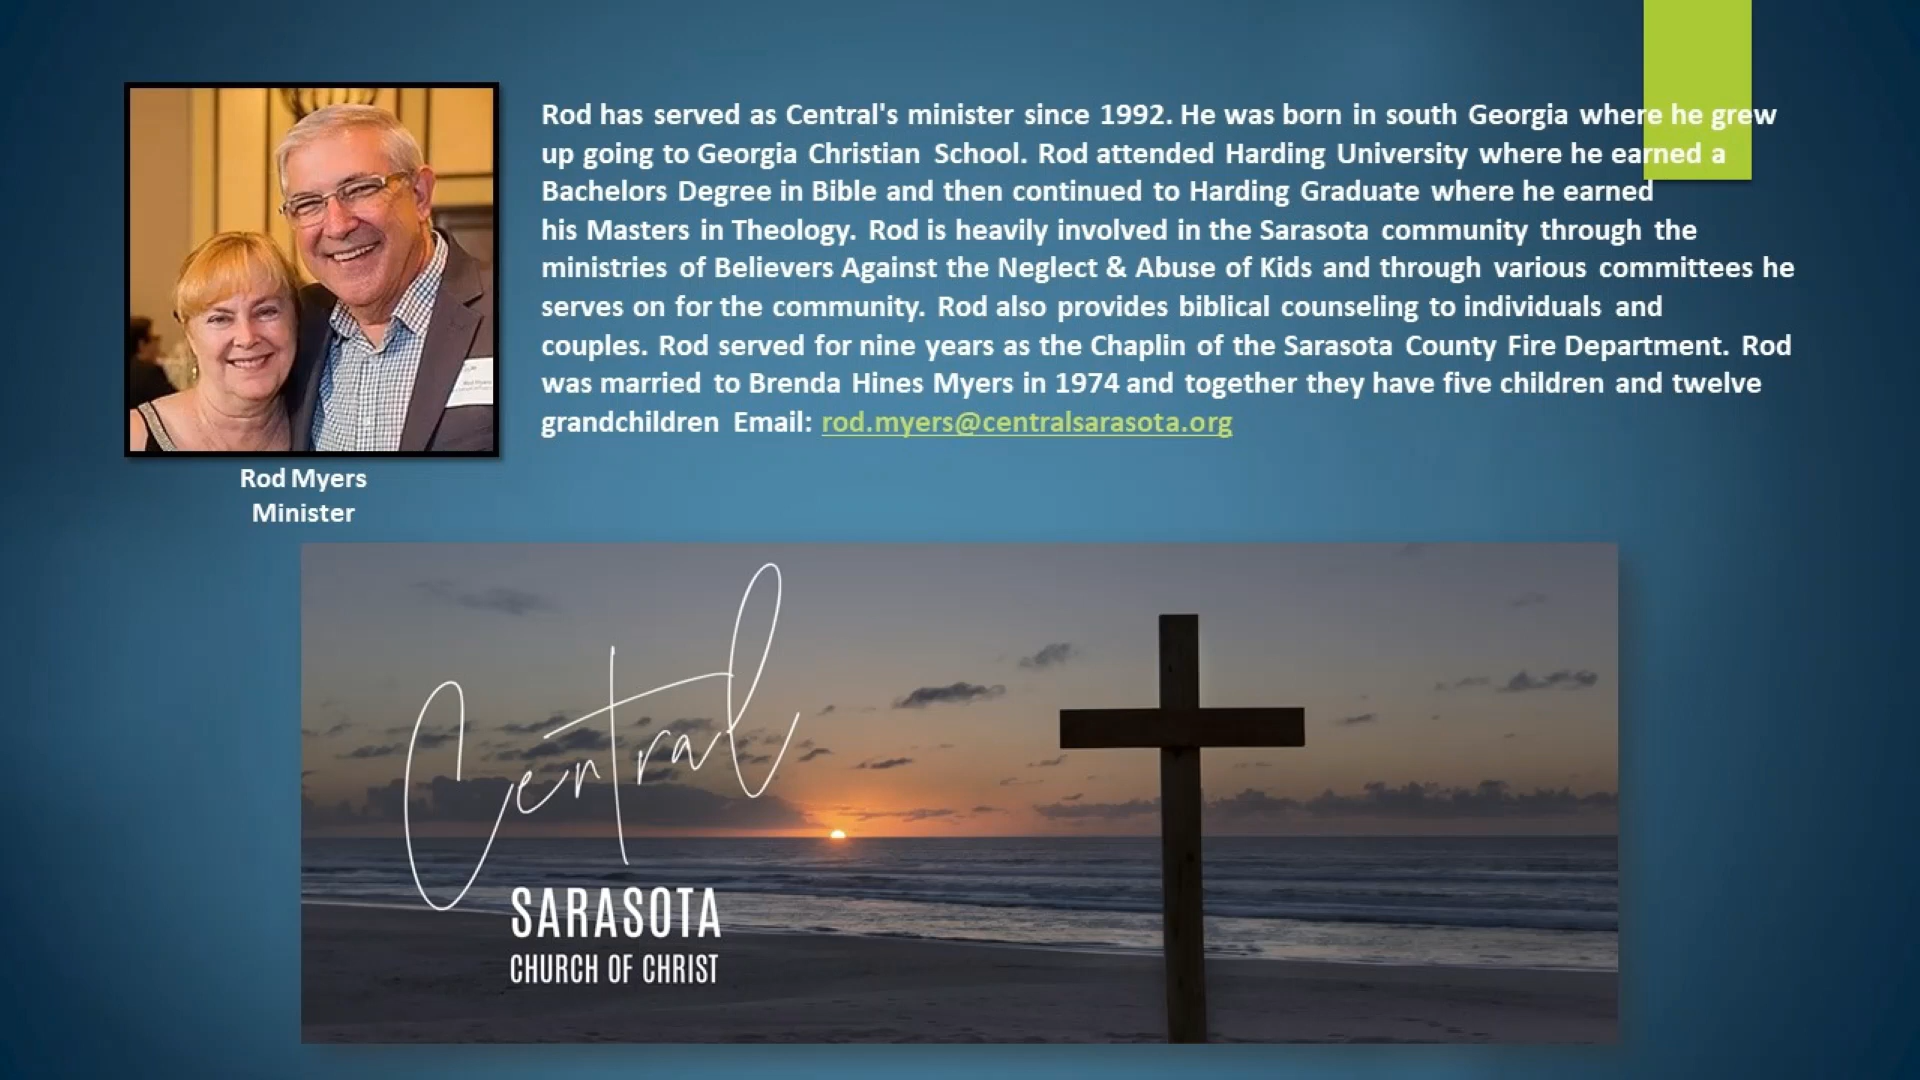 Rod has served as Central's minister since 1992. He was born in south Georgia where he grew
up going to Georgia Christian School. Rod attended Harding University where he earned a
Bachelors Degree in Bible and then continued to Harding Graduate where he earned
his Masters in Theology. Rod is heavily involved in the Sarasota community through the
ministries of Believers Against the Neglect & Abuse of Kids and through various committees he
serves on for the community. Rod also provides biblical counseling to individuals and
couples. Rod served for nine years as the Chaplin of the Sarasota County Fire Department. Rod
was married to Brenda Hines Myers in 1974 and together they have five children and twelve
grandchildren Email: rod.myers@centralsarasota.org
Rod Myers
Minister
Central
SARASOTA
CHURCH OF CHRIST